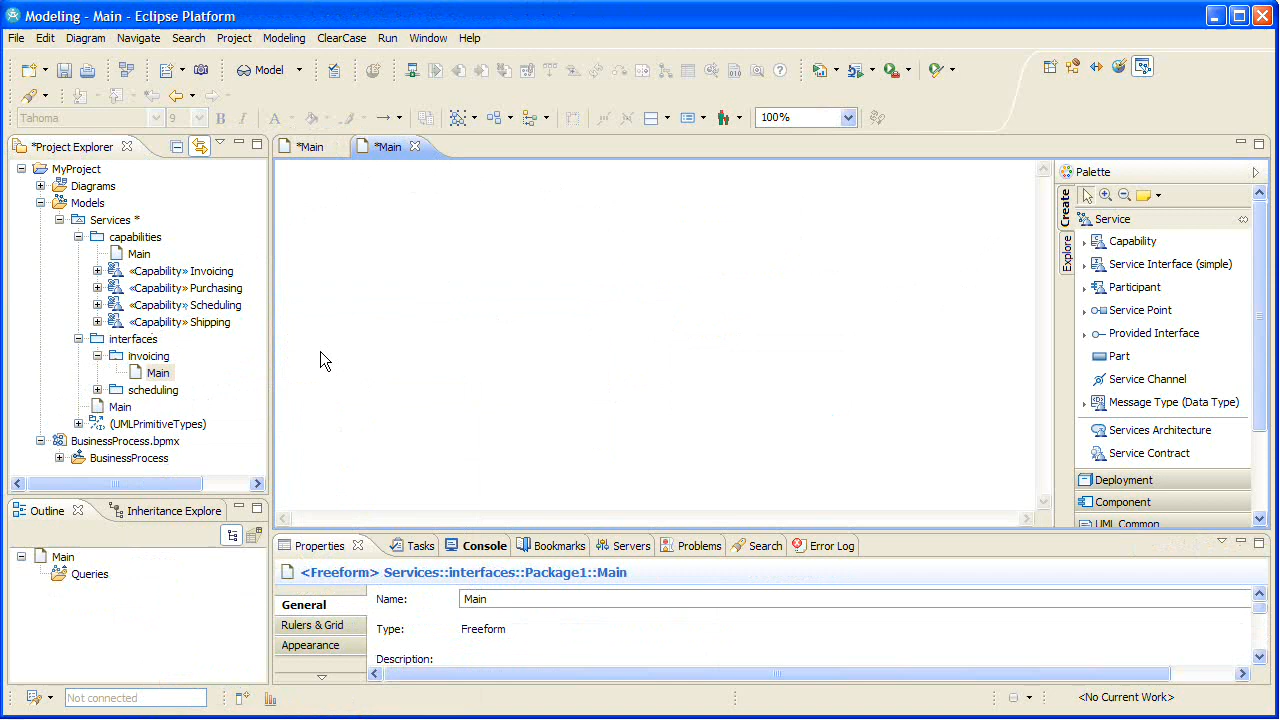 Modeling - Main - Eclipse Platform
File Edit Diagram Navigate Search Project Modeling ClearCase Run Window Help
Model
Tahoma 9 B I A 100%
*Project Explorer
MyProject
Diagrams
Models
Services *
capabilities
Main
«Capability» Invoicing
«Capability» Purchasing
«Capability» Scheduling
«Capability» Shipping
interfaces
invoicing
Main
scheduling
Main
(UMLPrimitiveTypes)
BusinessProcess.bpmx
BusinessProcess
*Main *Main
Palette
Create
Explore
Service
Capability
Service Interface (simple)
Participant
Service Point
Provided Interface
Part
Service Channel
Message Type (Data Type)
Services Architecture
Service Contract
Deployment
Component
UML Common
Outline Inheritance Explore
Main
Queries
Properties Tasks Console Bookmarks Servers Problems Search Error Log
<Freeform> Services::interfaces::Package1::Main
General
Rulers & Grid
Appearance
Name: Main
Type: Freeform
Description:
Not connected
<No Current Work>